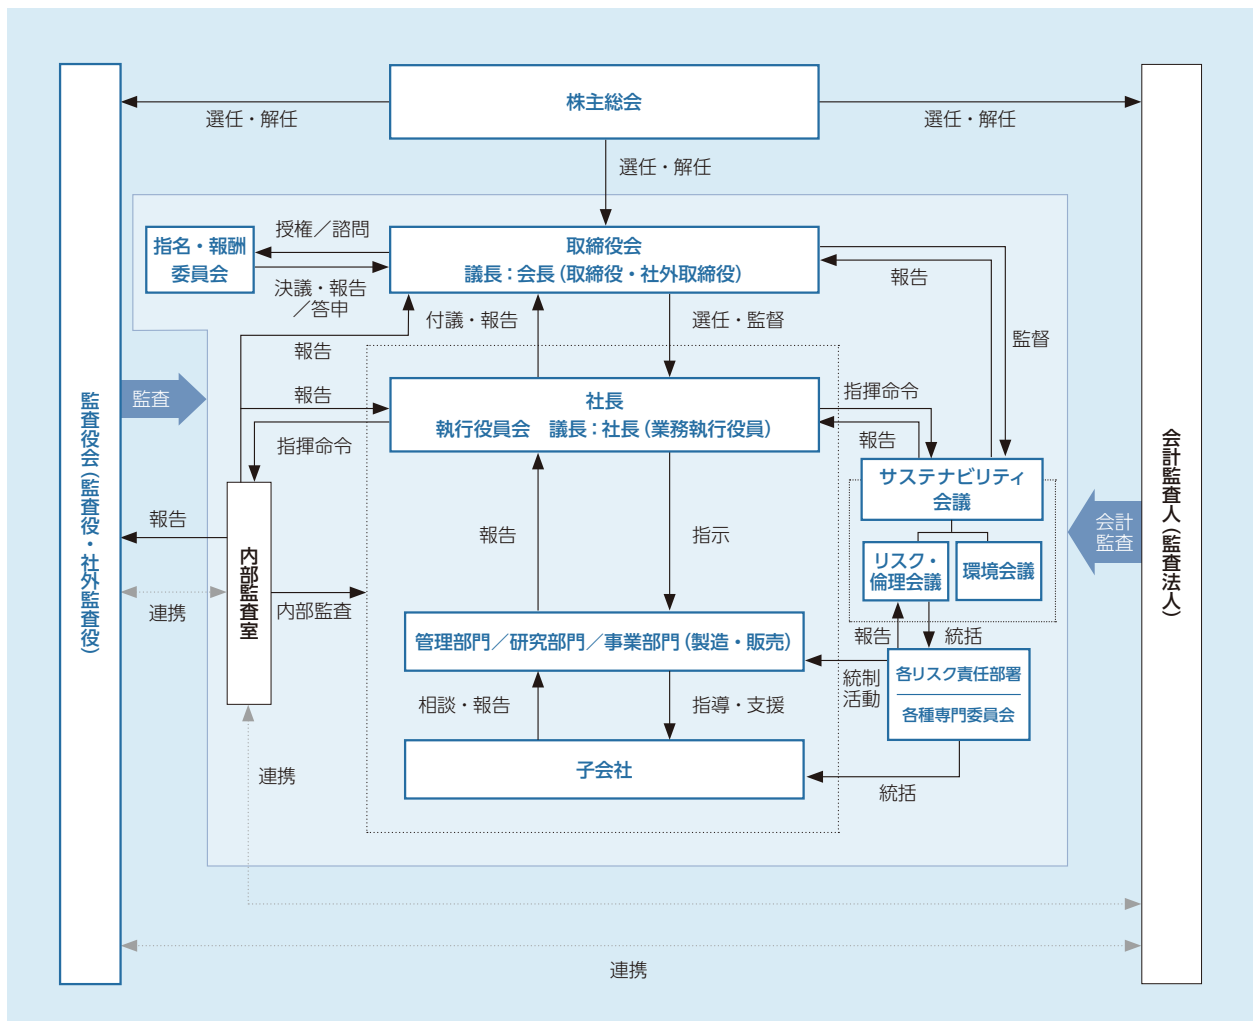 株主総会
選任・解任
選任・解任
選任・解任
指名・報酬
委員会
授権／諮問
決議・報告
／答申
取締役会
議長：会長（取締役・社外取締役）
報告
監督
報告
付議・報告
選任・監督
監査
報告
社長
執行役員会　議長：社長（業務執行役員）
指揮命令
指揮命令
報告
監査役会（監査役・社外監査役）
会計監査人（監査法人）
サステナビリティ
会議
会計
監査
報告
内部監査室
報告
指示
リスク・
倫理会議
環境会議
連携
内部監査
報告
統括
管理部門／研究部門／事業部門（製造・販売）
統制
活動
各リスク責任部署
各種専門委員会
相談・報告
指導・支援
連携
子会社
統括
連携